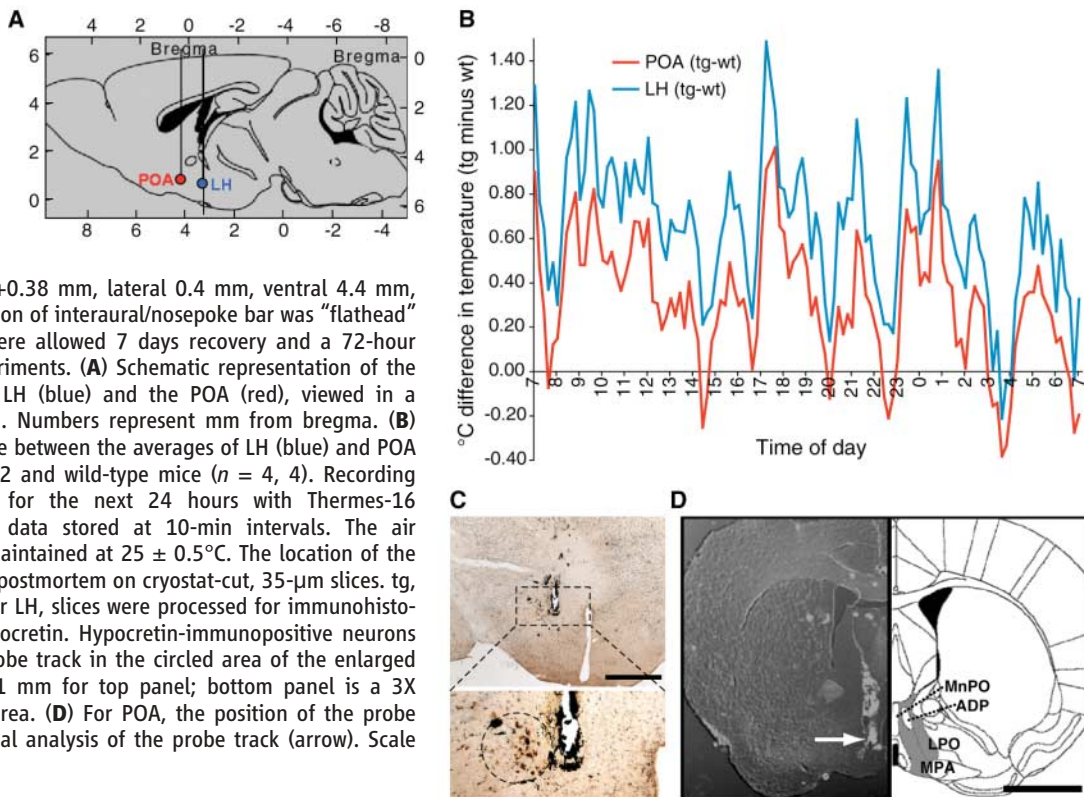 A
4 2 0 -2 -4 -6 -8
Bregma
Bregma
6
4
2
0
0
2
4
6
POA
LH
8 6 4 2 0 -2 -4
+0.38 mm, lateral 0.4 mm, ventral 4.4 mm,
ion of interaural/nosepoke bar was “flathead”
ere allowed 7 days recovery and a 72-hour
eriments. (A) Schematic representation of the
LH (blue) and the POA (red), viewed in a
. Numbers represent mm from bregma. (B)
e between the averages of LH (blue) and POA
2 and wild-type mice (n = 4, 4). Recording
for the next 24 hours with Thermes-16
data stored at 10-min intervals. The air
aintained at 25 ± 0.5°C. The location of the
postmortem on cryostat-cut, 35-μm slices. tg,
r LH, slices were processed for immunohisto-
ocretin. Hypocretin-immunopositive neurons
obe track in the circled area of the enlarged
1 mm for top panel; bottom panel is a 3X
rea. (D) For POA, the position of the probe
al analysis of the probe track (arrow). Scale
B
°C difference in temperature (tg minus wt)
1.40
1.20
1.00
0.80
0.60
0.40
0.20
0.00
-0.20
-0.40
POA (tg-wt)
LH (tg-wt)
7 8 9 10 11 12 13 14 15 16 17 18 19 20 21 22 23 0 1 2 3 4 5 6 7
Time of day
C
D
MnPO
ADP
LPO
MPA